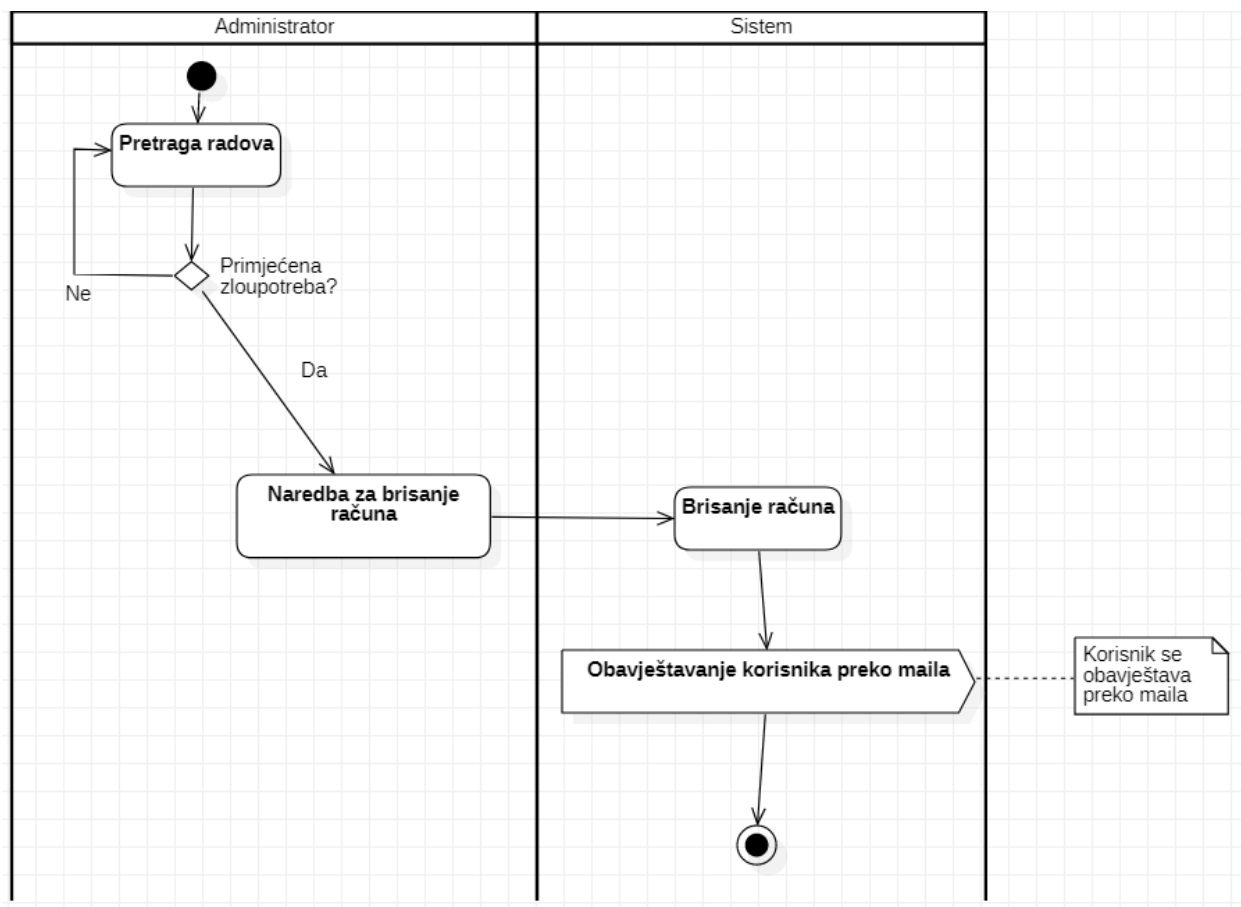 Administrator
Sistem
Pretraga radova
Primjećena
zloupotreba?
Ne
Da
Naredba za brisanje
računa
Brisanje računa
Obavještavanje korisnika preko maila
Korisnik se
obavještava
preko maila